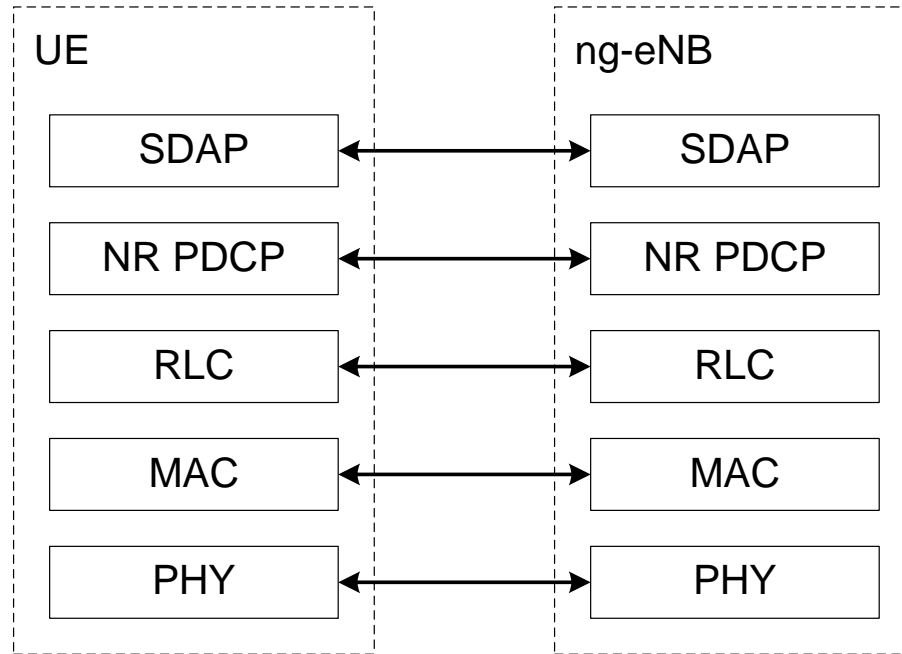 UE
ng-eNB
SDAP
SDAP
NR PDCP
NR PDCP
RLC
RLC
MAC
MAC
PHY
PHY